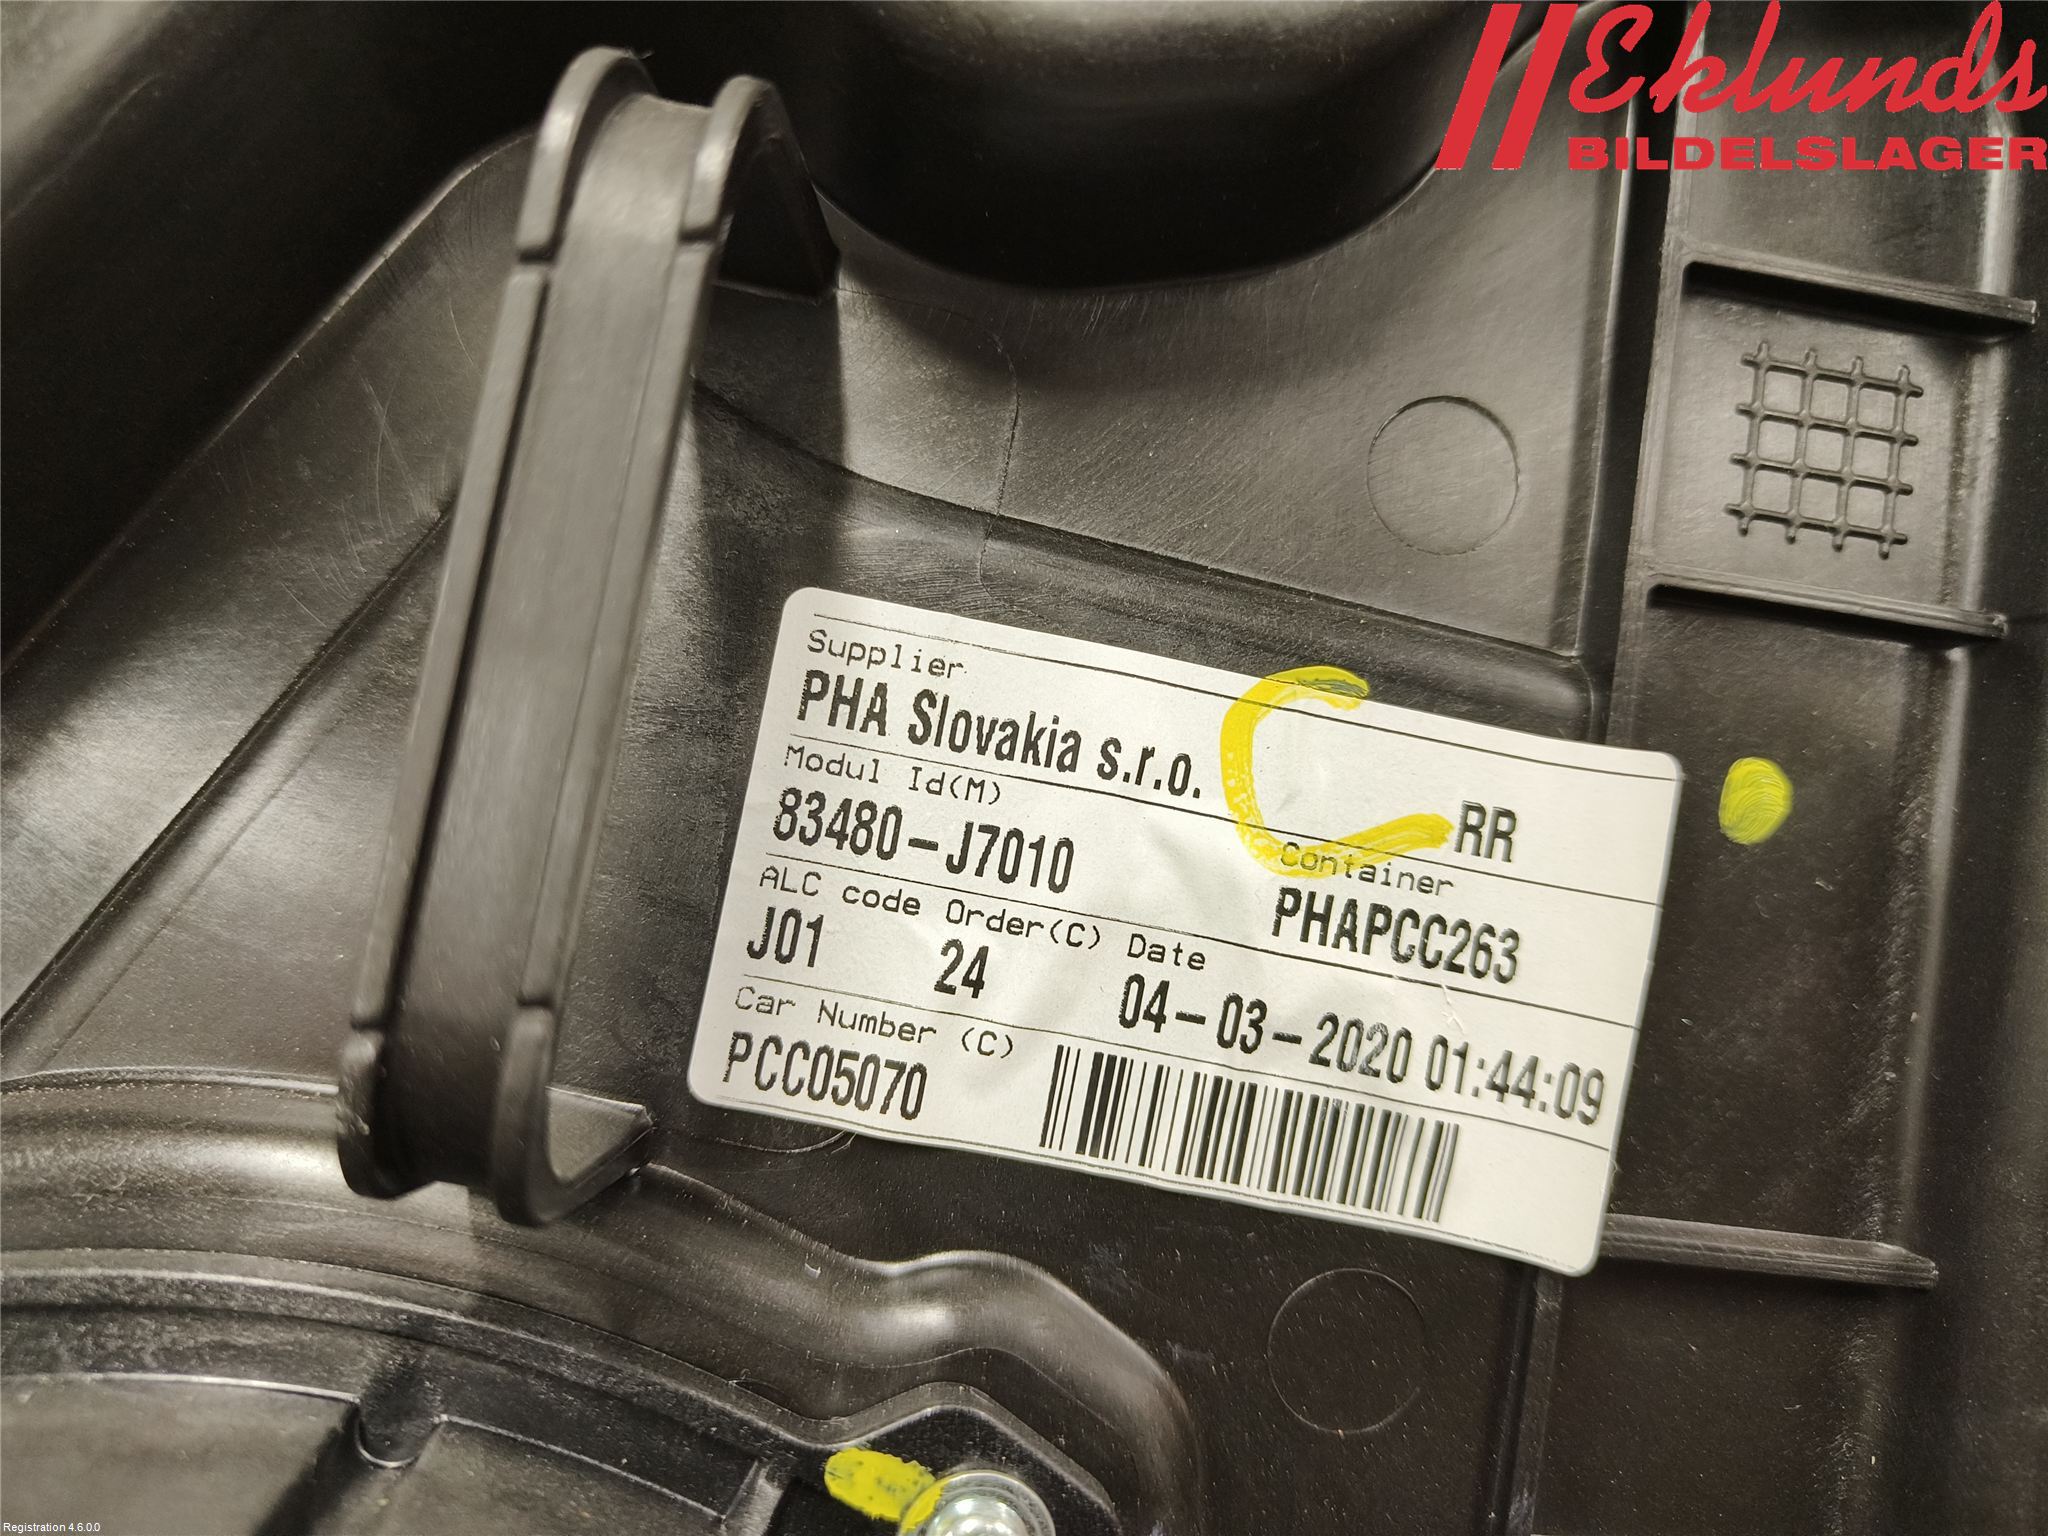 Eklunds
BILDELSLAGER
Supplier
PHA Slovakia s.r.o.
RR
Modul Id(M)
Container
83480-J7010
PHAPCC263
ALC code Order(C) Date
J01 24 04-03-2020 01:44:09
Car Number (C)
PCC05070
Registration 4.6.0.0